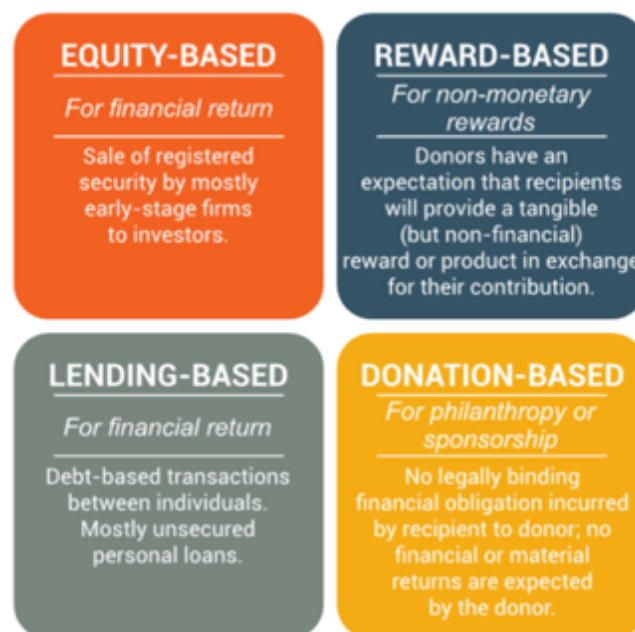 EQUITY-BASED
For financial return
Sale of registered
security by mostly
early-stage firms
to investors.
REWARD-BASED
For non-monetary
rewards
Donors have an
expectation that recipients
will provide a tangible
(but non-financial)
reward or product in exchange
for their contribution.
LENDING-BASED
For financial return
Debt-based transactions
between individuals.
Mostly unsecured
personal loans.
DONATION-BASED
For philanthropy or
sponsorship
No legally binding
financial obligation incurred
by recipient to donor; no
financial or material
returns are expected
by the donor.